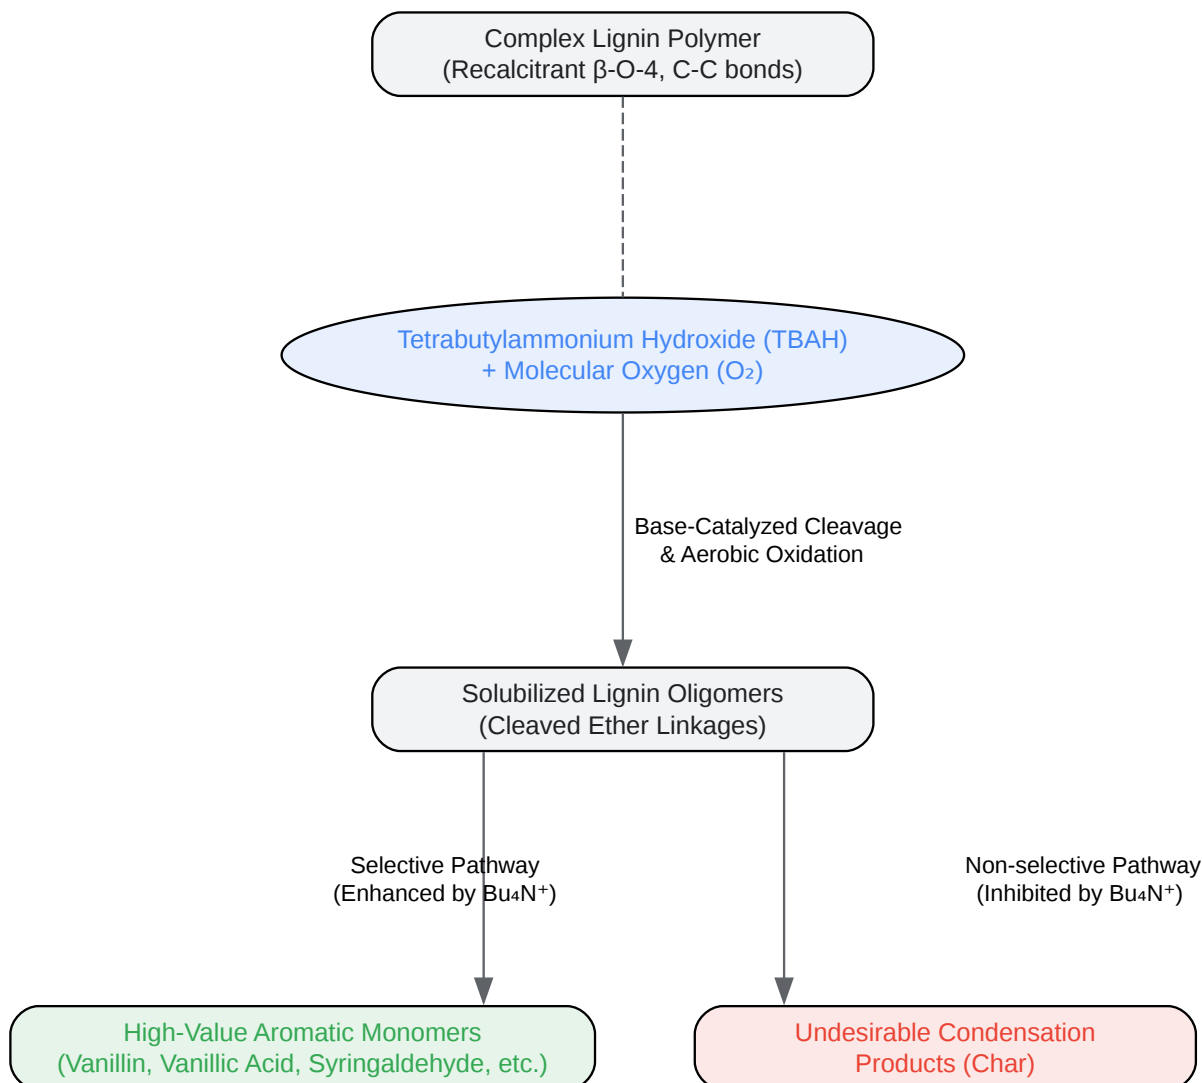 Complex Lignin Polymer
(Recalcitrant β-O-4, C-C bonds)
Tetrabutylammonium Hydroxide (TBAH)
+ Molecular Oxygen (O₂)
Base-Catalyzed Cleavage
& Aerobic Oxidation
Solubilized Lignin Oligomers
(Cleaved Ether Linkages)
Selective Pathway
(Enhanced by Bu₄N⁺)
Non-selective Pathway
(Inhibited by Bu₄N⁺)
High-Value Aromatic Monomers
(Vanillin, Vanillic Acid, Syringaldehyde, etc.)
Undesirable Condensation
Products (Char)